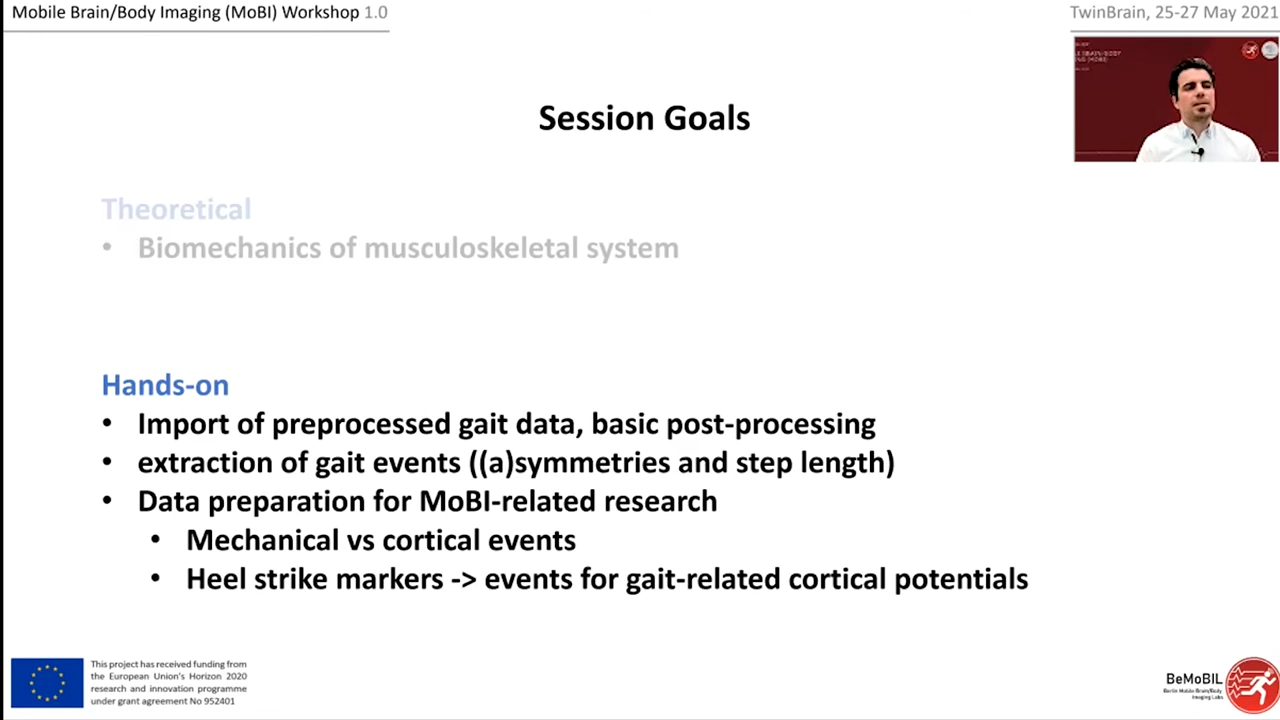 Mobile Brain/Body Imaging (MoBI) Workshop 1.0
TwinBrain, 25-27 May 2021
Session Goals
Theoretical
• Biomechanics of musculoskeletal system
Hands-on
• Import of preprocessed gait data, basic post-processing
• extraction of gait events ((a)symmetries and step length)
• Data preparation for MoBI-related research
• Mechanical vs cortical events
• Heel strike markers -> events for gait-related cortical potentials
This project has received funding from
the European Union's Horizon 2020
research and innovation programme
under grant agreement No 952401
BeMoBIL
Berlin Mobile Brain/Body
Imaging Labs